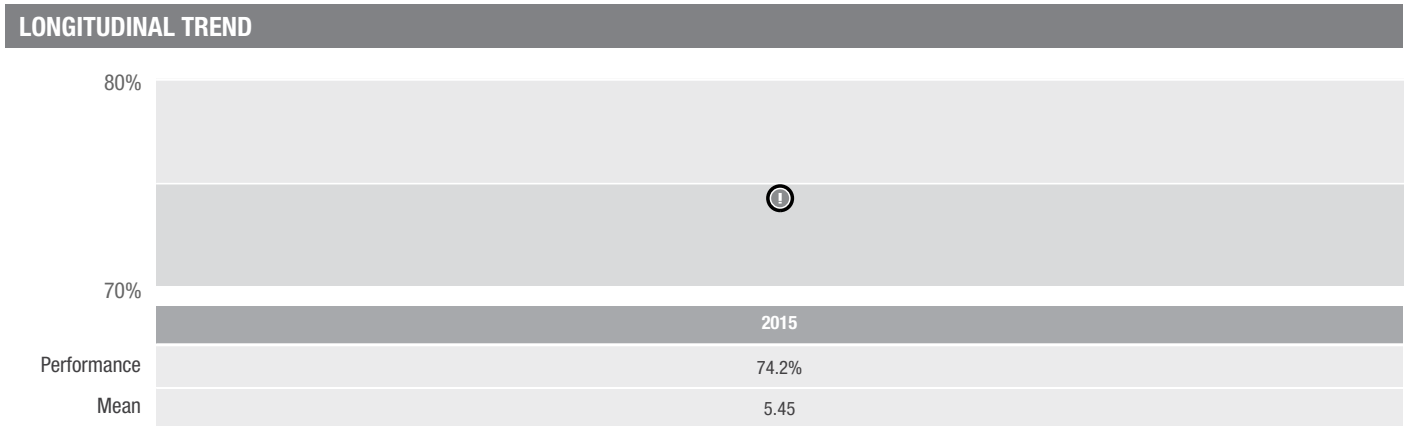 LONGITUDINAL TREND
80%
!
70%
2015
Performance 74.2%
Mean 5.45